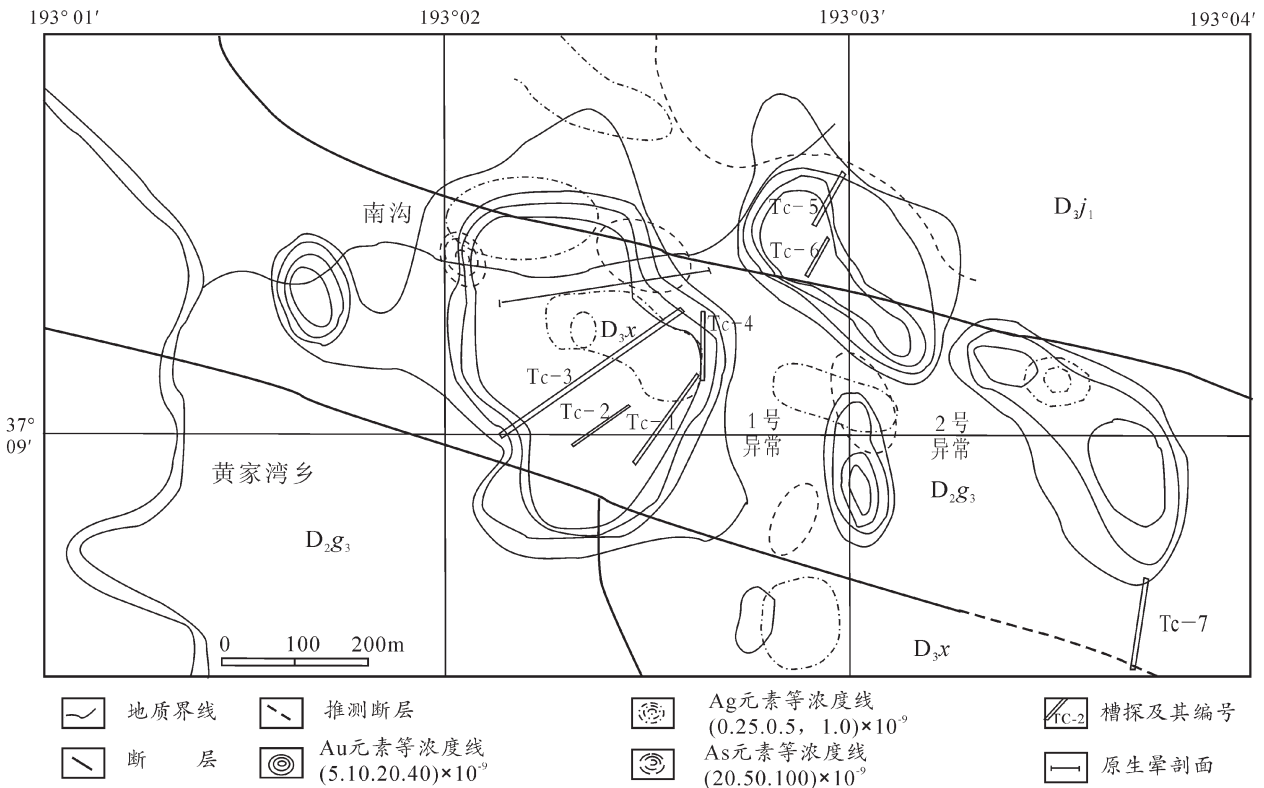 193° 01′
193°02
193°03′
193°04′
南沟
Tc-5
D₃j₁
Tc-6
D₃x
Tc-4
Tc-3
Tc-2
Tc-1
1号
异常
2号
异常
37°
09′
黄家湾乡
D₂g₃
D₂g₃
0 100 200m
Tc-7
D₃x
地质界线
推测断层
Ag元素等浓度线
(0.25.0.5，1.0)×10⁻⁹
TC-2
槽探及其编号
断 层
Au元素等浓度线
(5.10.20.40)×10⁻⁹
As元素等浓度线
(20.50.100)×10⁻⁹
原生晕剖面